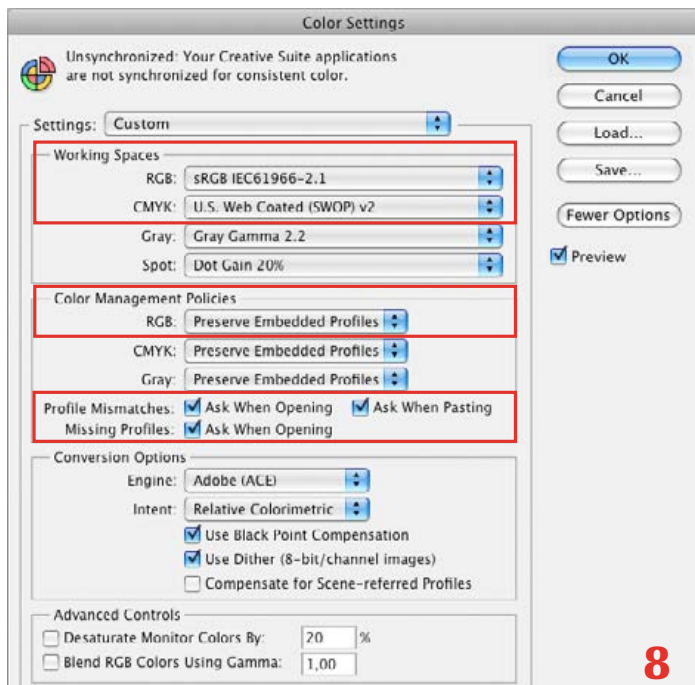 Color Settings
Unsynchronized: Your Creative Suite applications
are not synchronized for consistent color.
OK
Cancel
Load...
Save...
Fewer Options
Preview
Settings: Custom
Working Spaces
RGB: sRGB IEC61966-2.1
CMYK: U.S. Web Coated (SWOP) v2
Gray: Gray Gamma 2.2
Spot: Dot Gain 20%
Color Management Policies
RGB: Preserve Embedded Profiles
CMYK: Preserve Embedded Profiles
Gray: Preserve Embedded Profiles
Profile Mismatches: Ask When Opening Ask When Pasting
Missing Profiles: Ask When Opening
Conversion Options
Engine: Adobe (ACE)
Intent: Relative Colorimetric
Use Black Point Compensation
Use Dither (8-bit/channel images)
Compensate for Scene-referred Profiles
Advanced Controls
Desaturate Monitor Colors By: 20 %
Blend RGB Colors Using Gamma: 1,00
8